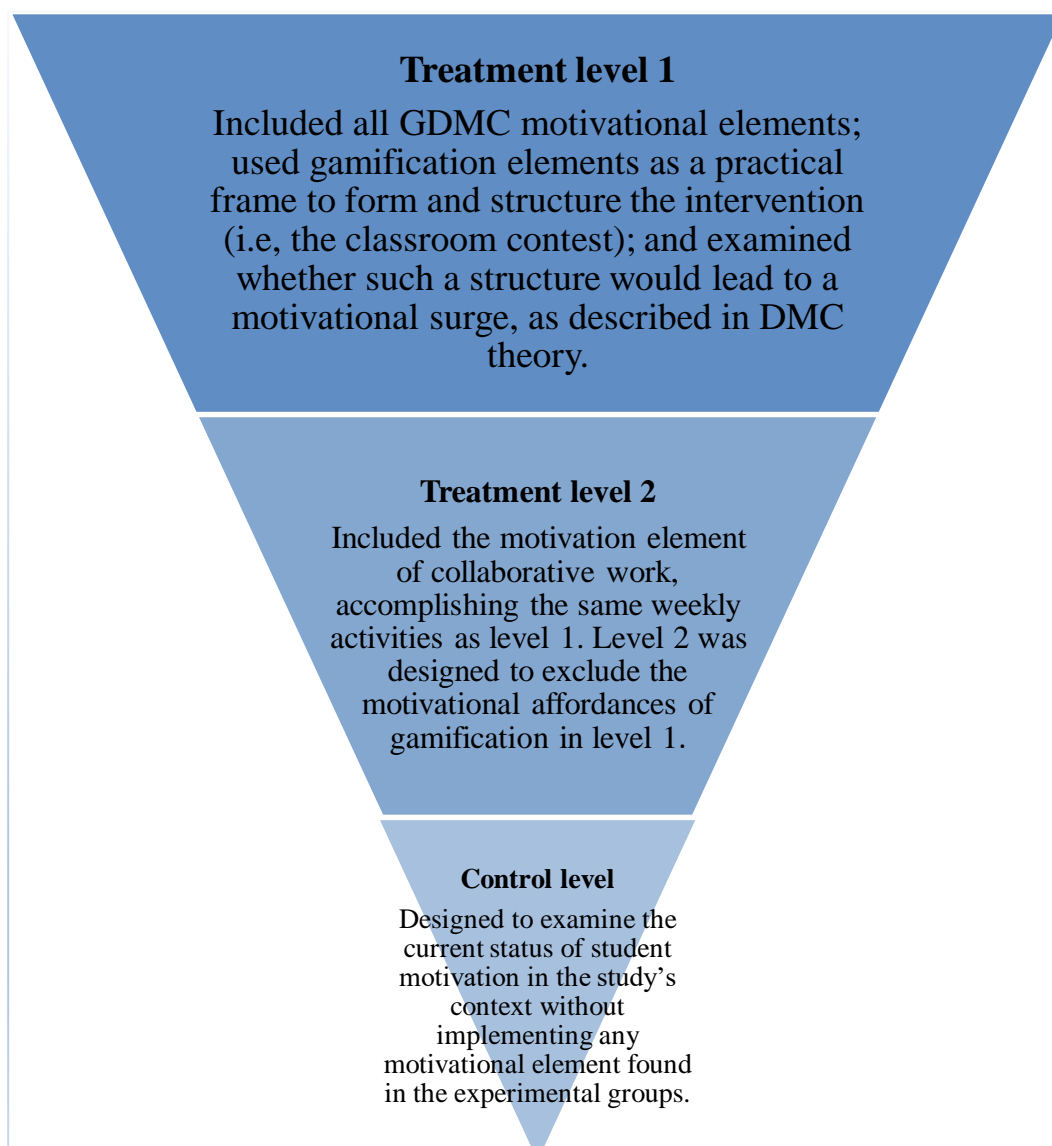 Treatment level 1
Included all GDMC motivational elements;
used gamification elements as a practical
frame to form and structure the intervention
(i.e, the classroom contest); and examined
whether such a structure would lead to a
motivational surge, as described in DMC
theory.
Treatment level 2
Included the motivation element
of collaborative work,
accomplishing the same weekly
activities as level 1. Level 2 was
designed to exclude the
motivational affordances of
gamification in level 1.
Control level
Designed to examine the
current status of student
motivation in the study’s
context without
implementing any
motivational element found
in the experimental groups.